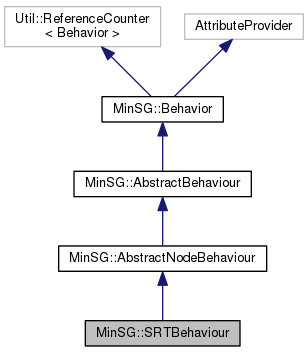 Util::ReferenceCounter
< Behavior >
AttributeProvider
MinSG::Behavior
MinSG::AbstractBehaviour
MinSG::AbstractNodeBehaviour
MinSG::SRTBehaviour